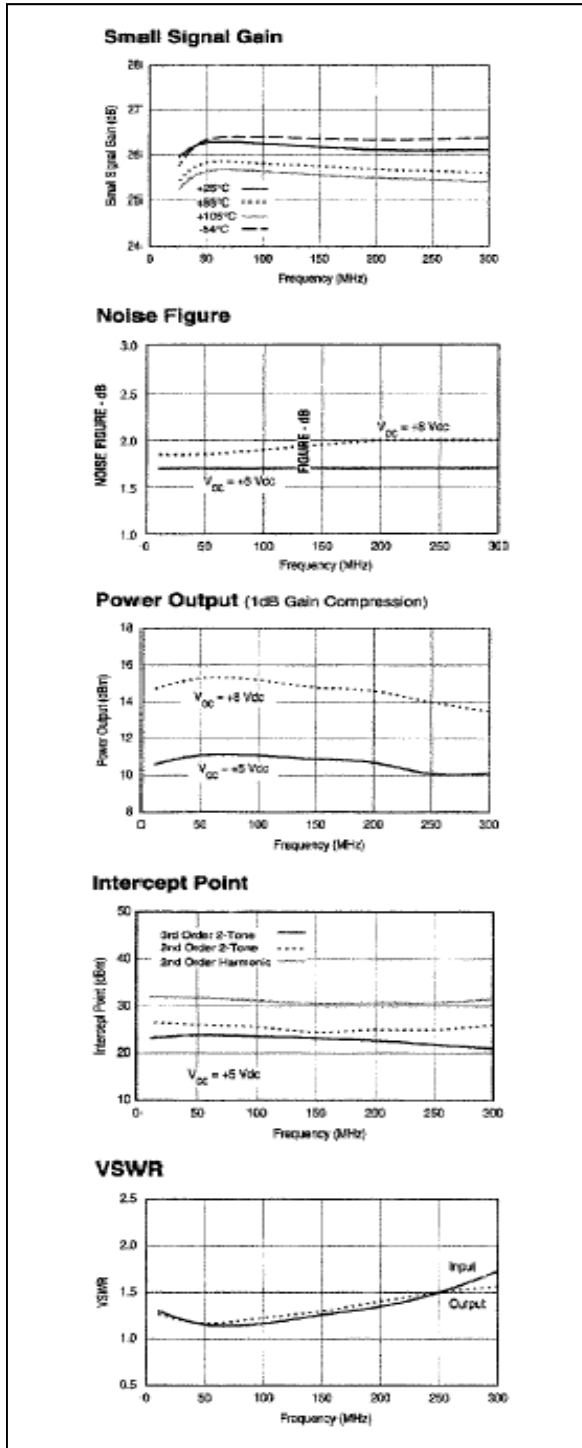 Small Signal Gain
28
27
26
25
24
Small Signal Gain (dB)
+25°C
+85°C
+105°C
-54°C
0 50 100 150 200 250 300
Frequency (MHz)
Noise Figure
3.0
2.5
2.0
1.5
1.0
NOISE FIGURE - dB
FIGURE - dB
VDC = +8 Vdc
VDC = +5 Vdc
0 50 100 150 200 250 300
Frequency (MHz)
Power Output (1dB Gain Compression)
18
16
14
12
10
8
Power Output (dBm)
VDC = +8 Vdc
VDC = +5 Vdc
0 50 100 150 200 250 300
Frequency (MHz)
Intercept Point
50
40
30
20
10
Intercept Point (dBm)
3rd Order 2-Tone
2nd Order 2-Tone
2nd Order Harmonic
VDC = +5 Vdc
0 50 100 150 200 250 300
Frequency (MHz)
VSWR
2.5
2.0
1.5
1.0
0.5
VSWR
Input
Output
0 50 100 150 200 250 300
Frequency (MHz)